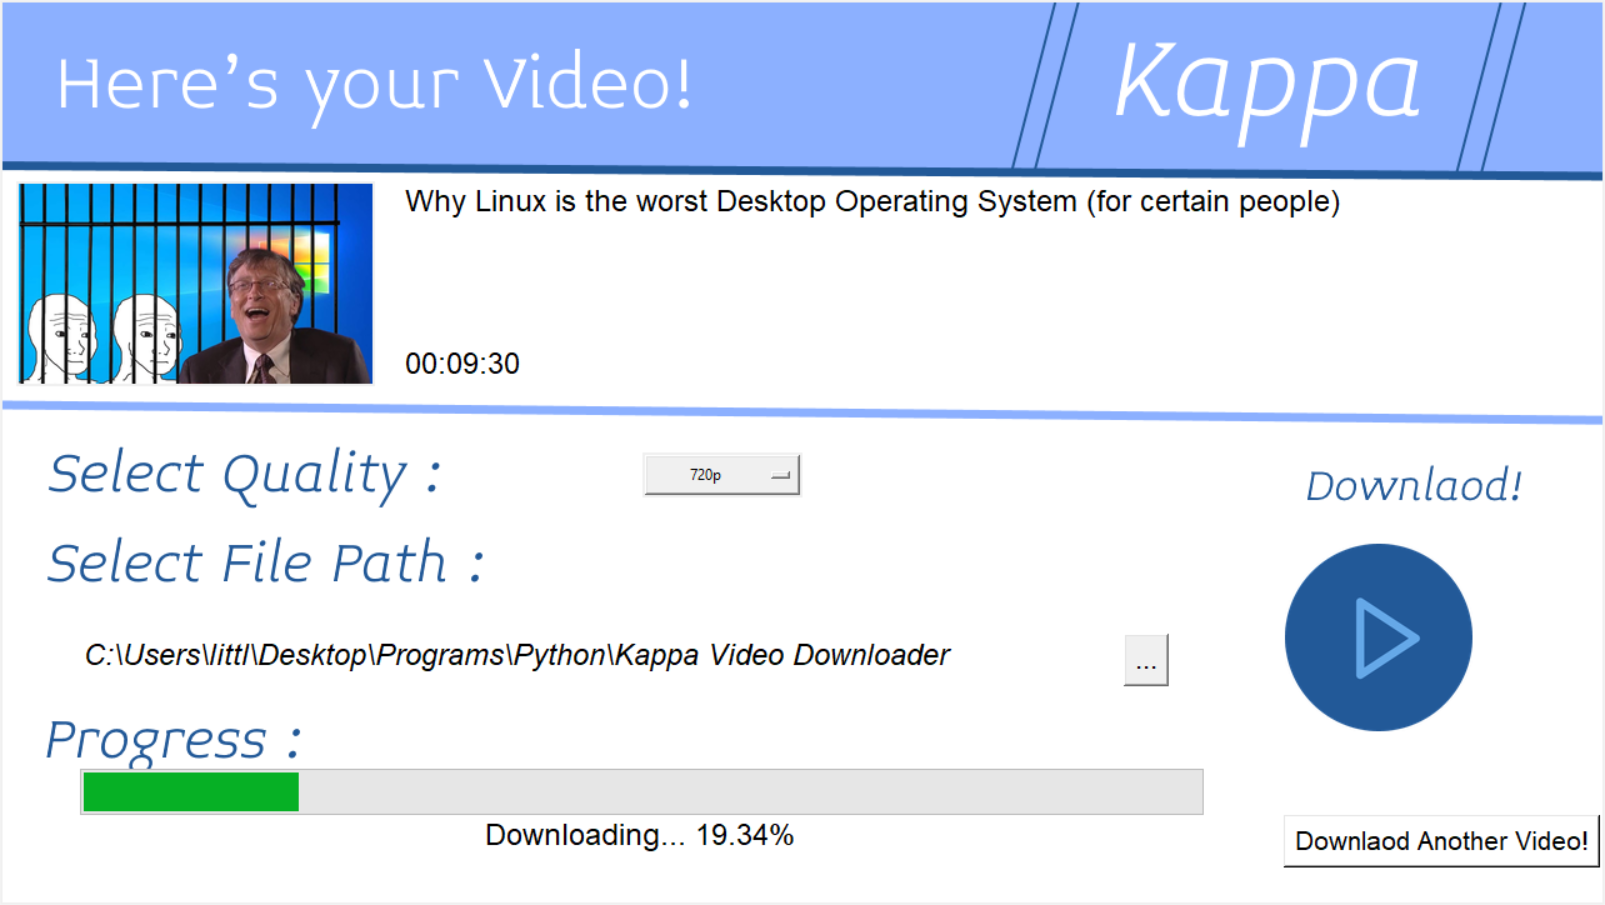 Here's your Video!
Kappa
Why Linux is the worst Desktop Operating System (for certain people)
00:09:30
Select Quality :
720p
Downlaod!
Select File Path :
C:\Users\littl\Desktop\Programs\Python\Kappa Video Downloader
...
Progress :
Downloading... 19.34%
Downlaod Another Video!